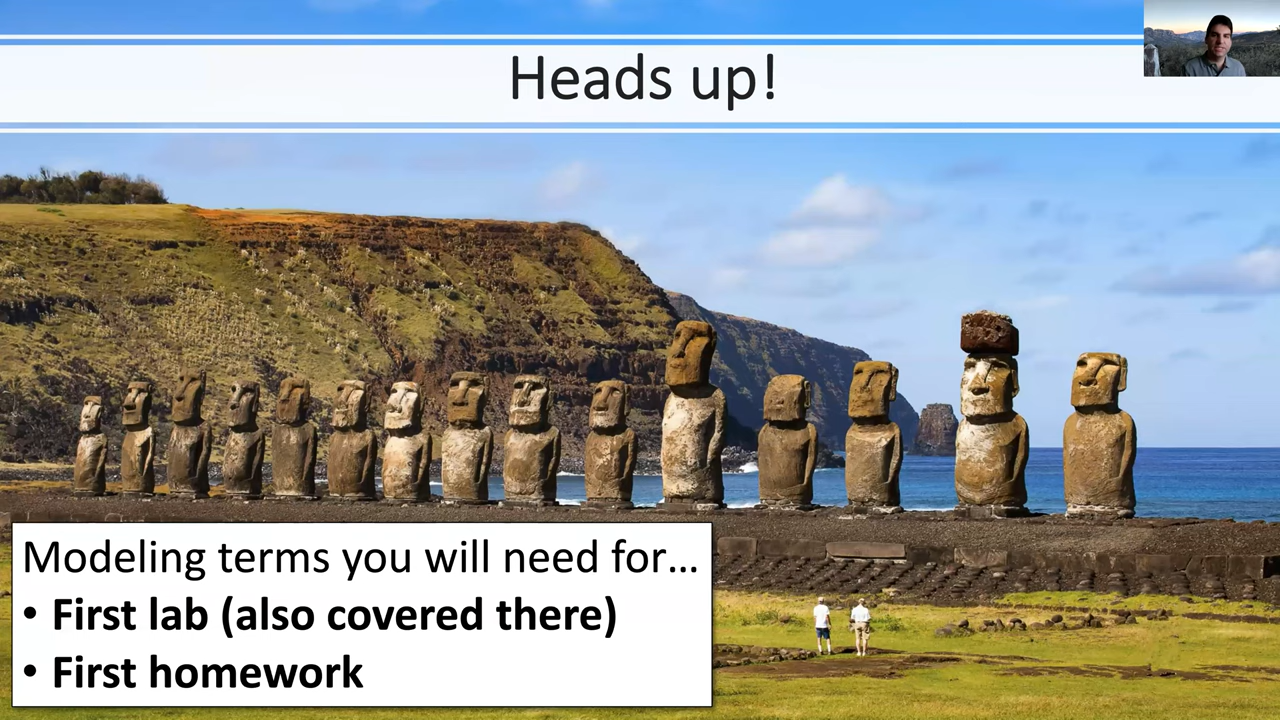 Heads up!
Modeling terms you will need for...
• First lab (also covered there)
• First homework